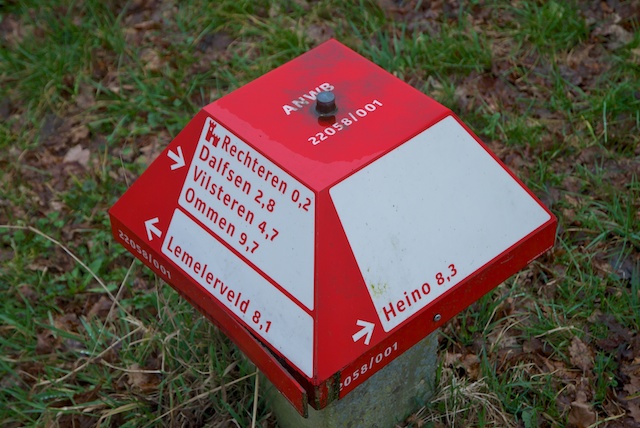 ANWB
22058/001
Rechteren 0,2
Dalfsen 2,8
Vilsteren 4,7
Ommen 9,7
Lemelerveld 8,1
22058/001
Heino 8,3
2058/001